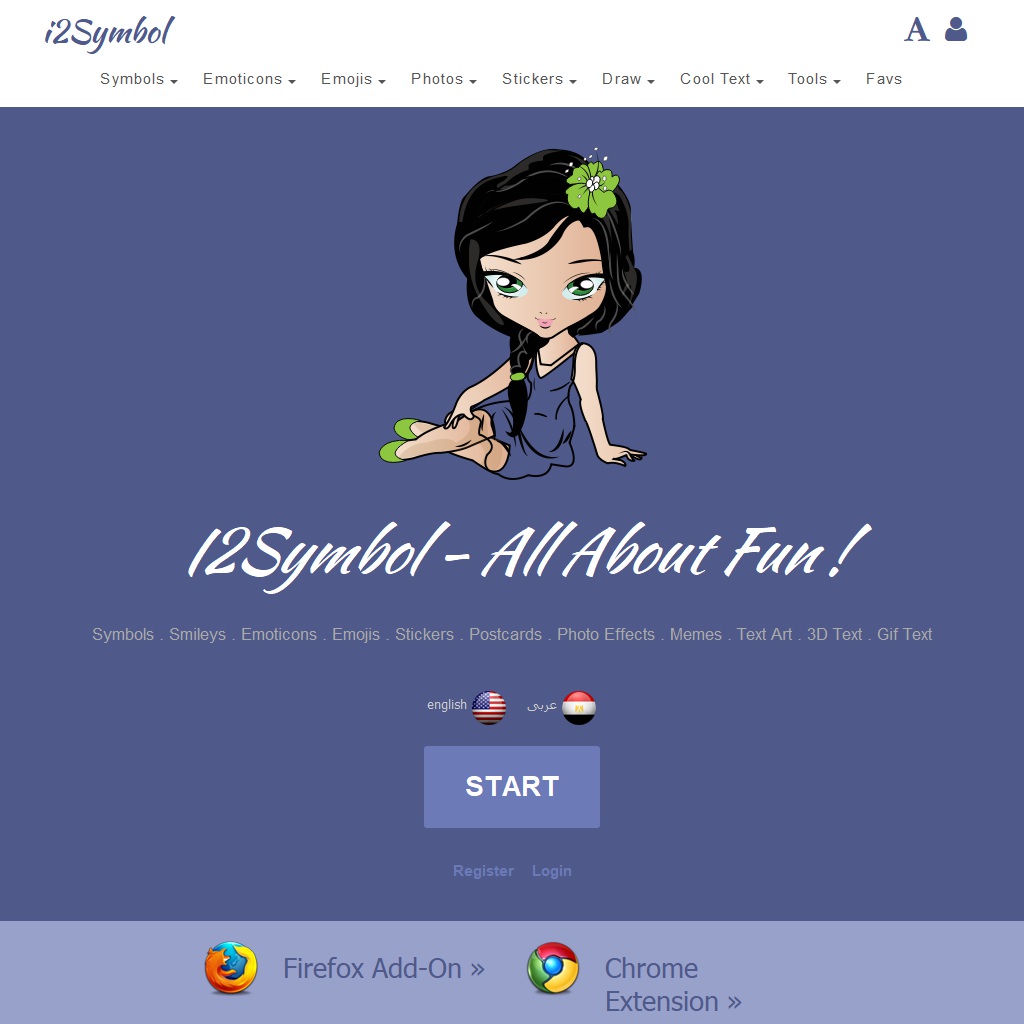 i2Symbol
A
Symbols Emoticons Emojis Photos Stickers Draw Cool Text Tools Favs
I2Symbol - All About Fun !
Symbols . Smileys . Emoticons . Emojis . Stickers . Postcards . Photo Effects . Memes . Text Art . 3D Text . Gif Text
english عربى
START
Register Login
Firefox Add-On »
Chrome
Extension »